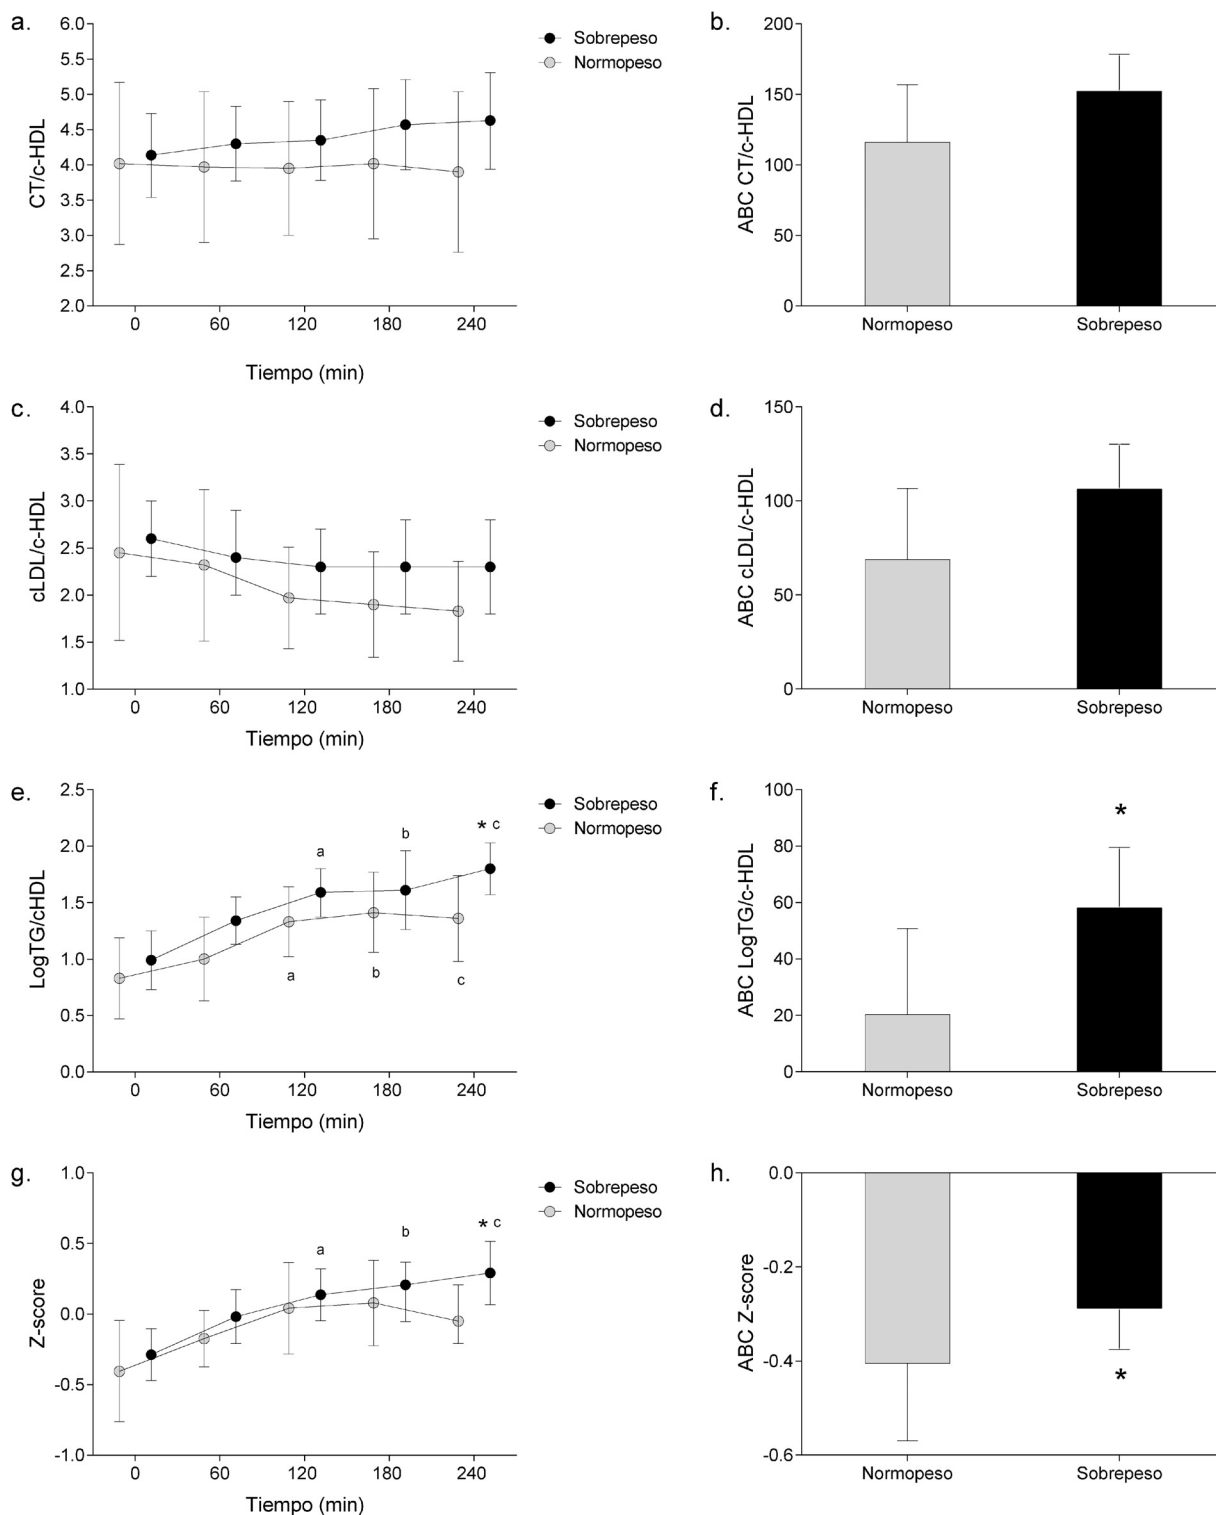 a.
6.0
5.5
5.0
4.5
4.0
3.5
3.0
2.5
2.0
CT/c-HDL
0 60 120 180 240
Tiempo (min)
Sobrepeso
Normopeso
b.
200
150
100
50
0
ABC CT/c-HDL
Normopeso Sobrepeso
c.
4.0
3.5
3.0
2.5
2.0
1.5
1.0
cLDL/c-HDL
0 60 120 180 240
Tiempo (min)
Sobrepeso
Normopeso
d.
150
100
50
0
ABC cLDL/c-HDL
Normopeso Sobrepeso
e.
2.5
2.0
1.5
1.0
0.5
0.0
LogTG/cHDL
a b * c
a b c
0 60 120 180 240
Tiempo (min)
Sobrepeso
Normopeso
f.
100
80
60
40
20
0
ABC LogTG/c-HDL
*
Normopeso Sobrepeso
g.
1.0
0.5
0.0
-0.5
-1.0
Z-score
a b * c
0 60 120 180 240
Tiempo (min)
Sobrepeso
Normopeso
h.
0.0
-0.2
-0.4
-0.6
ABC Z-score
*
Normopeso Sobrepeso